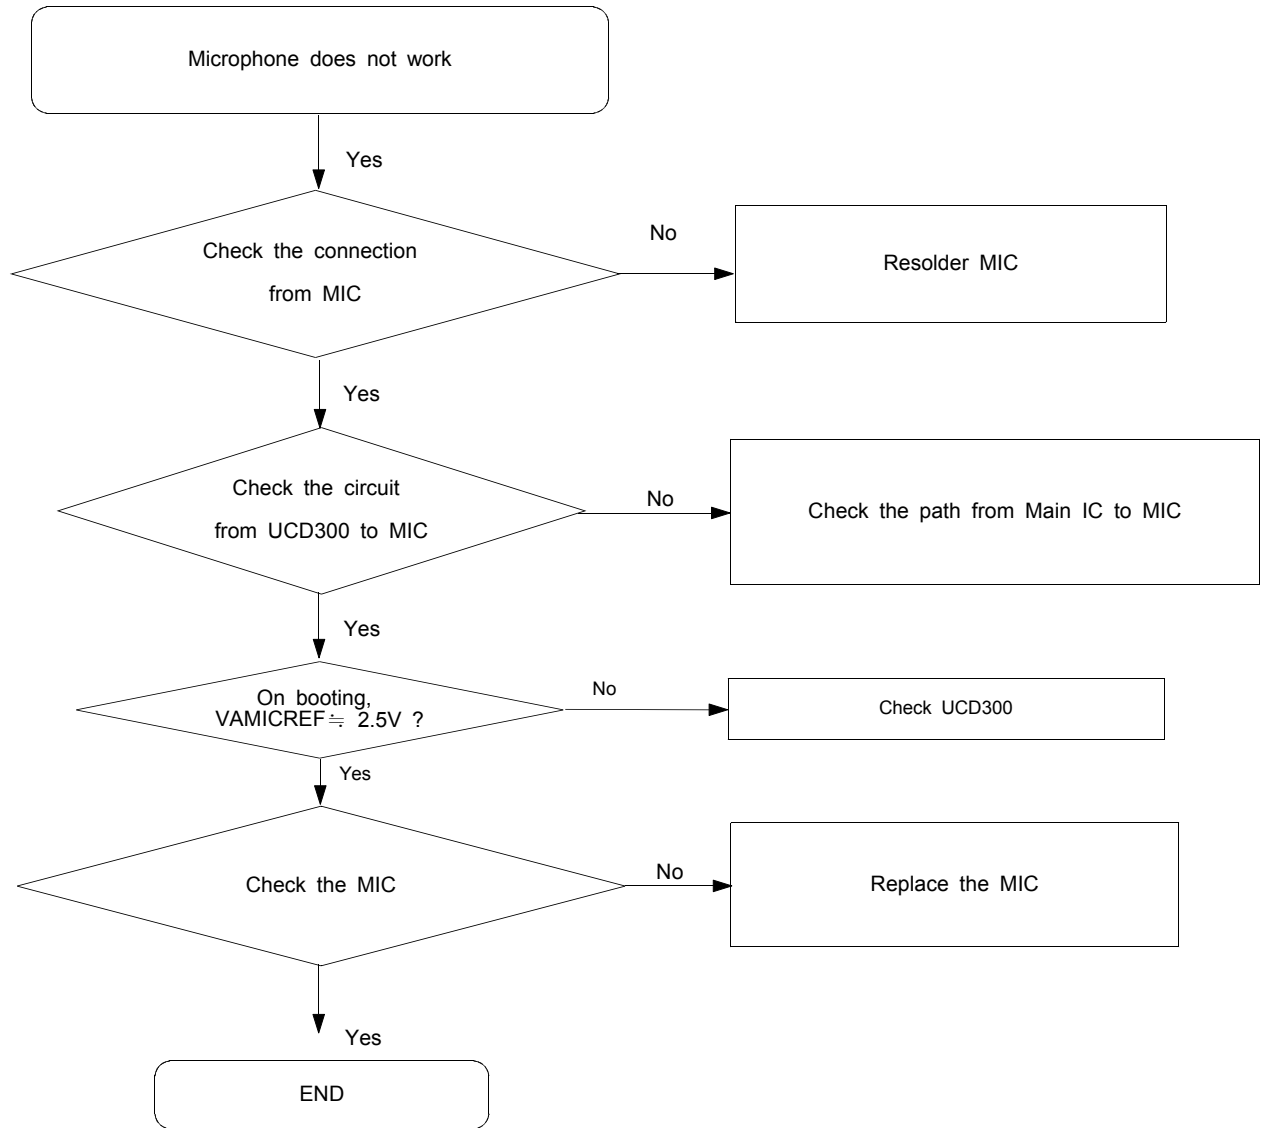 Microphone does not work
Yes
Check the connection
from MIC
No
Resolder MIC
Yes
Check the circuit
from UCD300 to MIC
No
Check the path from Main IC to MIC
Yes
On booting,
VAMICREF≒ 2.5V ?
No
Check UCD300
Yes
Check the MIC
No
Replace the MIC
Yes
END